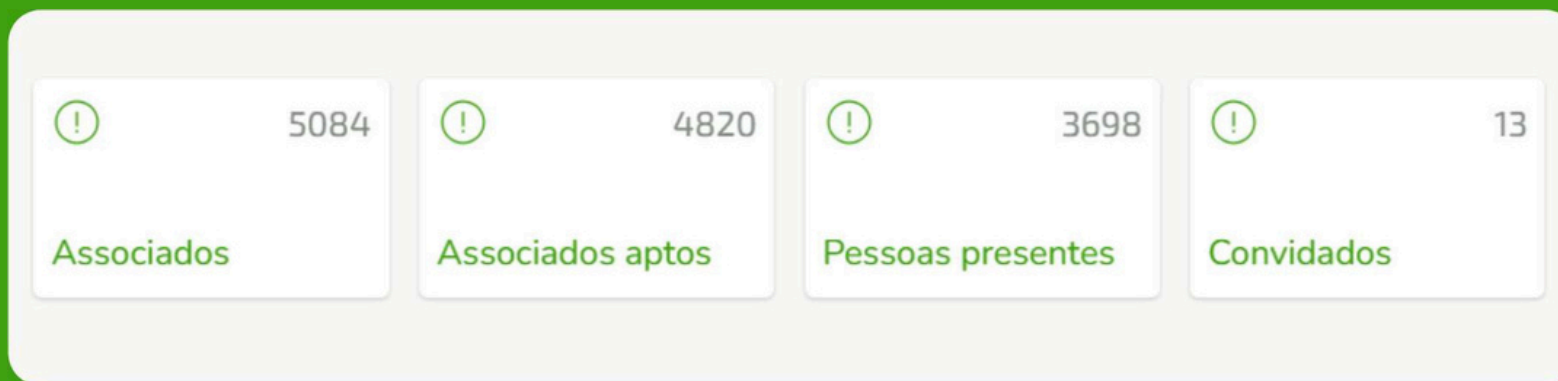 5084
Associados
4820
Associados aptos
3698
Pessoas presentes
13
Convidados